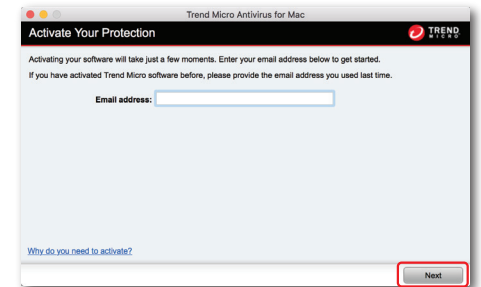 Trend Micro Antivirus for Mac
Activate Your Protection
TREND
MICRO
Activating your software will take just a few moments. Enter your email address below to get started.
If you have activated Trend Micro software before, please provide the email address you used last time.
Email address:
Why do you need to activate?
Next